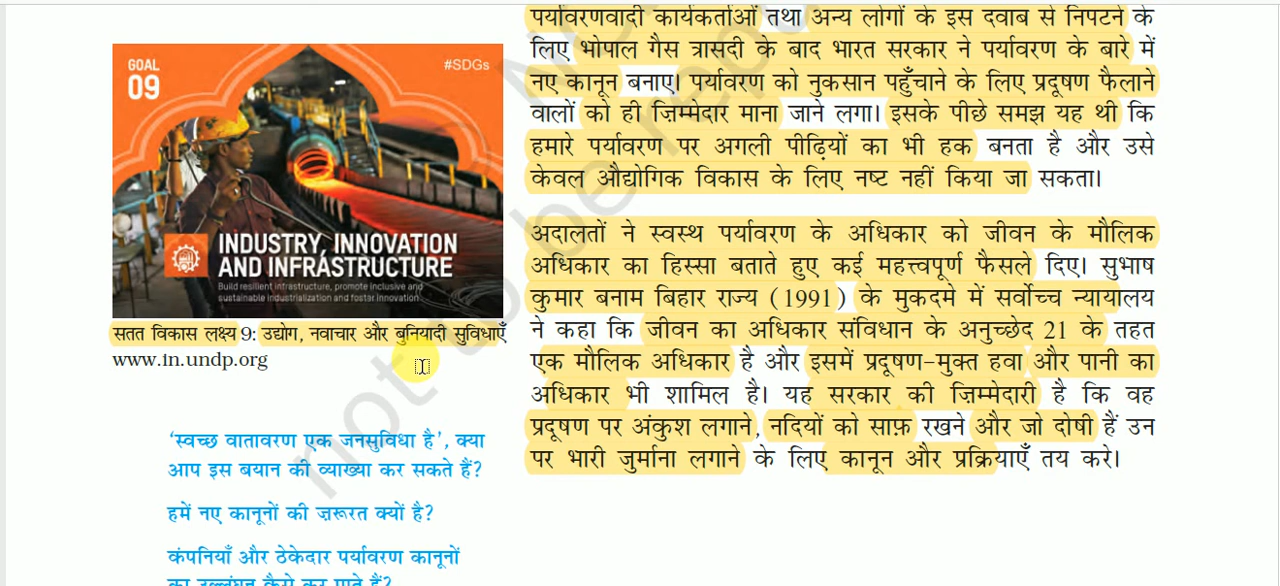 पर्यावरणवादी कार्यकर्ताओं तथा अन्य लोगों के इस दबाव से निपटने के
लिए भोपाल गैस त्रासदी के बाद भारत सरकार ने पर्यावरण के बारे में
नए कानून बनाए। पर्यावरण को नुकसान पहुँचाने के लिए प्रदूषण फैलाने
वालों को ही ज़िम्मेदार माना जाने लगा। इसके पीछे समझ यह थी कि
हमारे पर्यावरण पर अगली पीढ़ियों का भी हक बनता है और उसे
केवल औद्योगिक विकास के लिए नष्ट नहीं किया जा सकता।
अदालतों ने स्वस्थ पर्यावरण के अधिकार को जीवन के मौलिक
अधिकार का हिस्सा बताते हुए कई महत्त्वपूर्ण फैसले दिए। सुभाष
कुमार बनाम बिहार राज्य (1991) के मुकदमे में सर्वोच्च न्यायालय
ने कहा कि जीवन का अधिकार संविधान के अनुच्छेद 21 के तहत
एक मौलिक अधिकार है और इसमें प्रदूषण-मुक्त हवा और पानी का
अधिकार भी शामिल है। यह सरकार की ज़िम्मेदारी है कि वह
प्रदूषण पर अंकुश लगाने, नदियों को साफ़ रखने और जो दोषी हैं उन
पर भारी जुर्माना लगाने के लिए कानून और प्रक्रियाएँ तय करे।
GOAL
09
#SDGs
INDUSTRY, INNOVATION
AND INFRASTRUCTURE
Build resilient infrastructure, promote inclusive and
sustainable industrialization and foster innovation
सतत विकास लक्ष्य 9: उद्योग, नवाचार और बुनियादी सुविधाएँ
www.in.undp.org
'स्वच्छ वातावरण एक जनसुविधा है', क्या
आप इस बयान की व्याख्या कर सकते हैं?
हमें नए कानूनों की ज़रूरत क्यों है?
कंपनियाँ और ठेकेदार पर्यावरण कानूनों
का उल्लंघन कैसे कर पाते हैं?
not to be rep